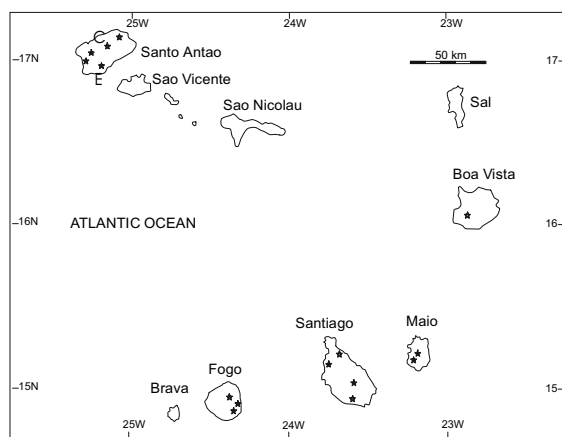 25W 24W 23W
C
17N Santo Antao 50 km 17
E Sao Vicente
Sao Nicolau Sal
Boa Vista
16N ATLANTIC OCEAN 16
Santiago Maio
Fogo
Brava
15N 15
25W 24W 23W